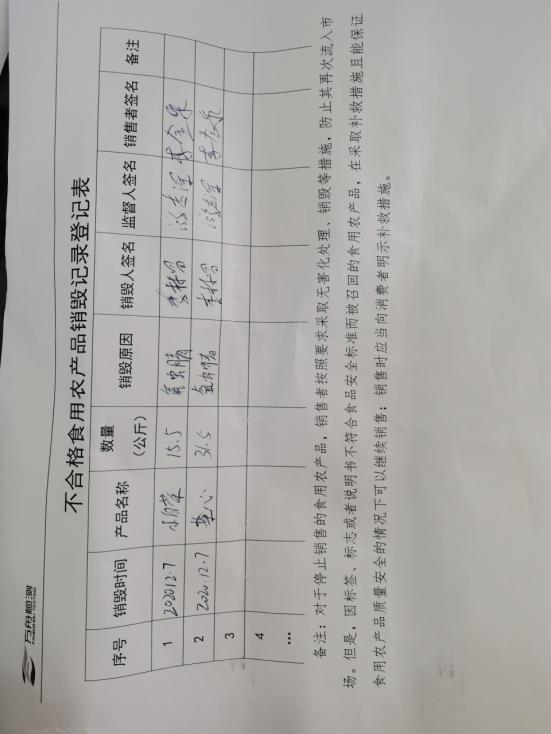 方舟检测
不合格食用农产品销毁记录登记表
序号 销毁时间 产品名称 数量（公斤） 销毁原因 销毁人签名 监督人签名 销售者签名 备注
1 202012.7 15.5
2 2020.12.7 菜心 31.5
3
4
…
备注：对于停止销售的食用农产品，销售者按照要求采取无害化处理、销毁等措施，防止其再次流入市
场。但是，因标签、标志或者说明书不符合食品安全标准而被召回的食用农产品，在采取补救措施且能保证
食用农产品质量安全的情况下可以继续销售；销售时应当向消费者明示补救措施。